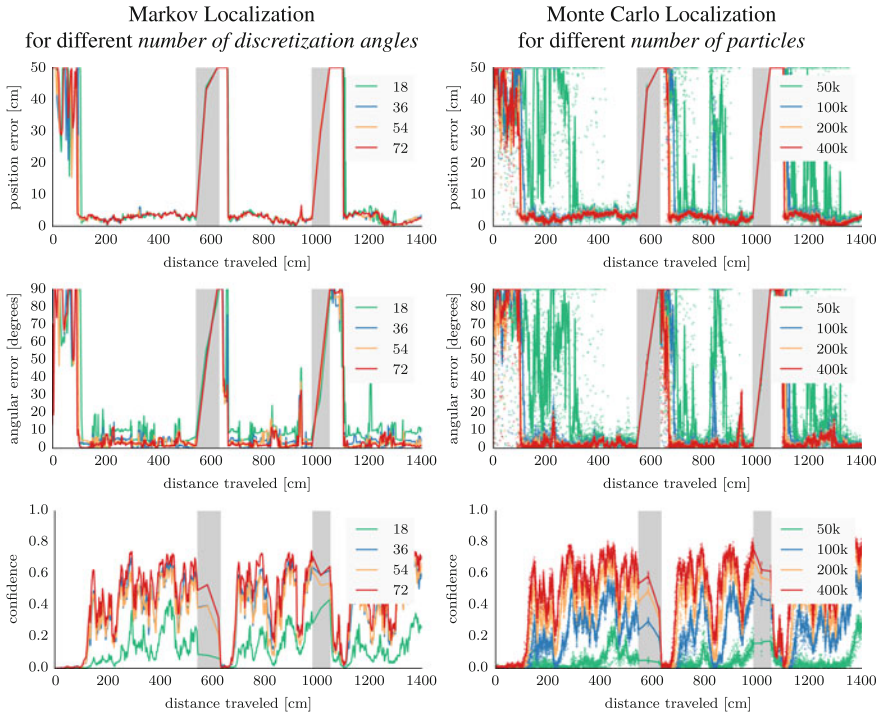 Markov Localization
for different number of discretization angles
Monte Carlo Localization
for different number of particles
position error [cm]
50
40
30
20
10
0
18
36
54
72
0 200 400 600 800 1000 1200 1400
distance traveled [cm]
position error [cm]
50
40
30
20
10
0
50k
100k
200k
400k
0 200 400 600 800 1000 1200 1400
distance traveled [cm]
angular error [degrees]
90
80
70
60
50
40
30
20
10
0
18
36
54
72
0 200 400 600 800 1000 1200 1400
distance traveled [cm]
angular error [degrees]
90
80
70
60
50
40
30
20
10
0
50k
100k
200k
400k
0 200 400 600 800 1000 1200 1400
distance traveled [cm]
confidence
1.0
0.8
0.6
0.4
0.2
0.0
18
36
54
72
0 200 400 600 800 1000 1200 1400
distance traveled [cm]
confidence
1.0
0.8
0.6
0.4
0.2
0.0
50k
100k
200k
400k
0 200 400 600 800 1000 1200 1400
distance traveled [cm]